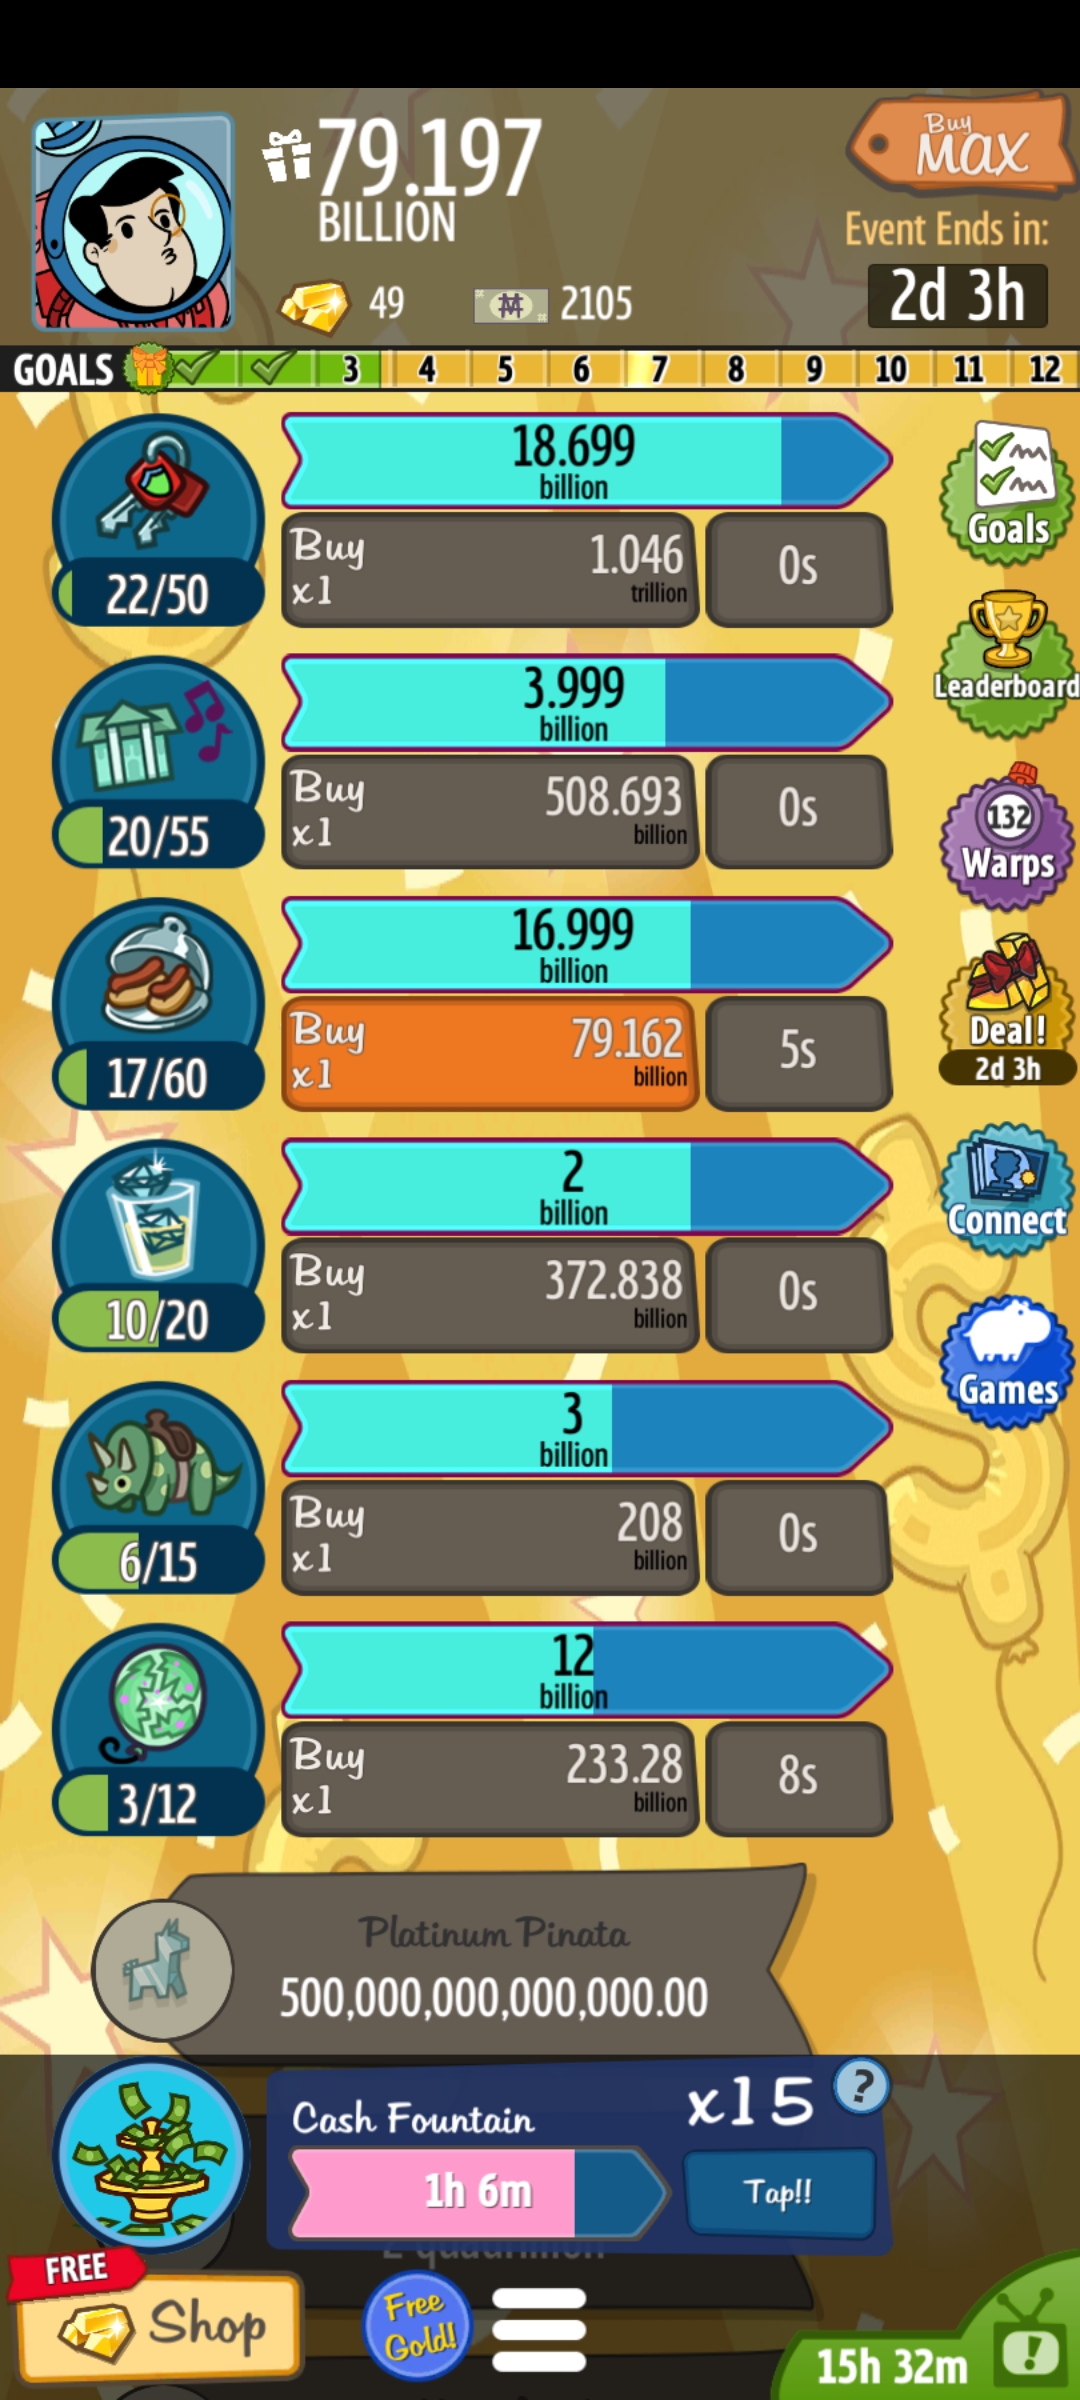 79.197
BILLION
Buy
MAX
Event Ends in:
2d 3h
49
2105
GOALS 3 4 5 6 7 8 9 10 11 12
18.699
billion
Buy
x1
1.046
trillion
0s
22/50
Goals
3.999
billion
Buy
x1
508.693
billion
0s
20/55
Leaderboard
132
Warps
16.999
billion
Buy
x1
79.162
billion
5s
17/60
Deal!
2d 3h
2
billion
Buy
x1
372.838
billion
0s
10/20
Connect
3
billion
Buy
x1
208
billion
0s
6/15
Games
12
billion
Buy
x1
233.28
billion
8s
3/12
Platinum Pinata
500,000,000,000,000.00
Cash Fountain
x15
?
1h 6m
Tap!!
2 quadrillion
FREE
Shop
Free
Gold!
15h 32m